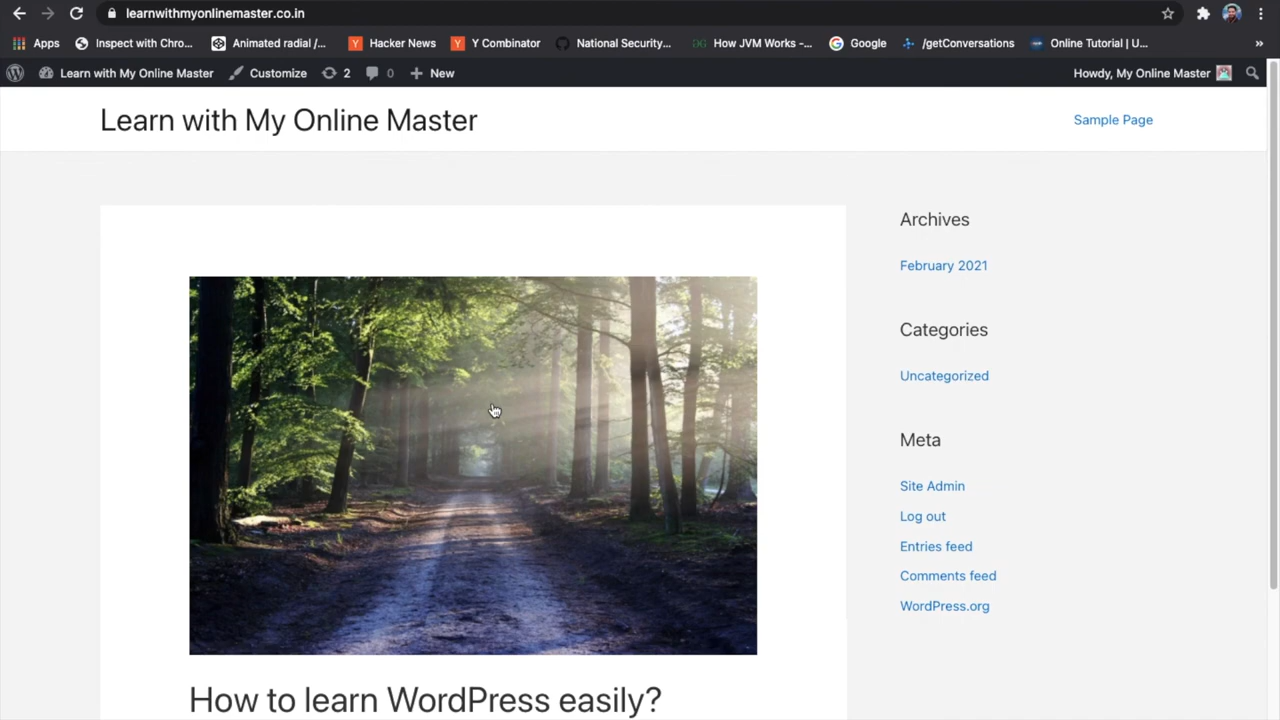 learnwithmyonlinemaster.co.in
Apps Inspect with Chro... Animated radial /... Hacker News Y Combinator National Security... How JVM Works -... Google /getConversations Online Tutorial | U... »
Learn with My Online Master Customize 2 0 New Howdy, My Online Master
Learn with My Online Master
Sample Page
How to learn WordPress easily?
Archives
February 2021
Categories
Uncategorized
Meta
Site Admin
Log out
Entries feed
Comments feed
WordPress.org